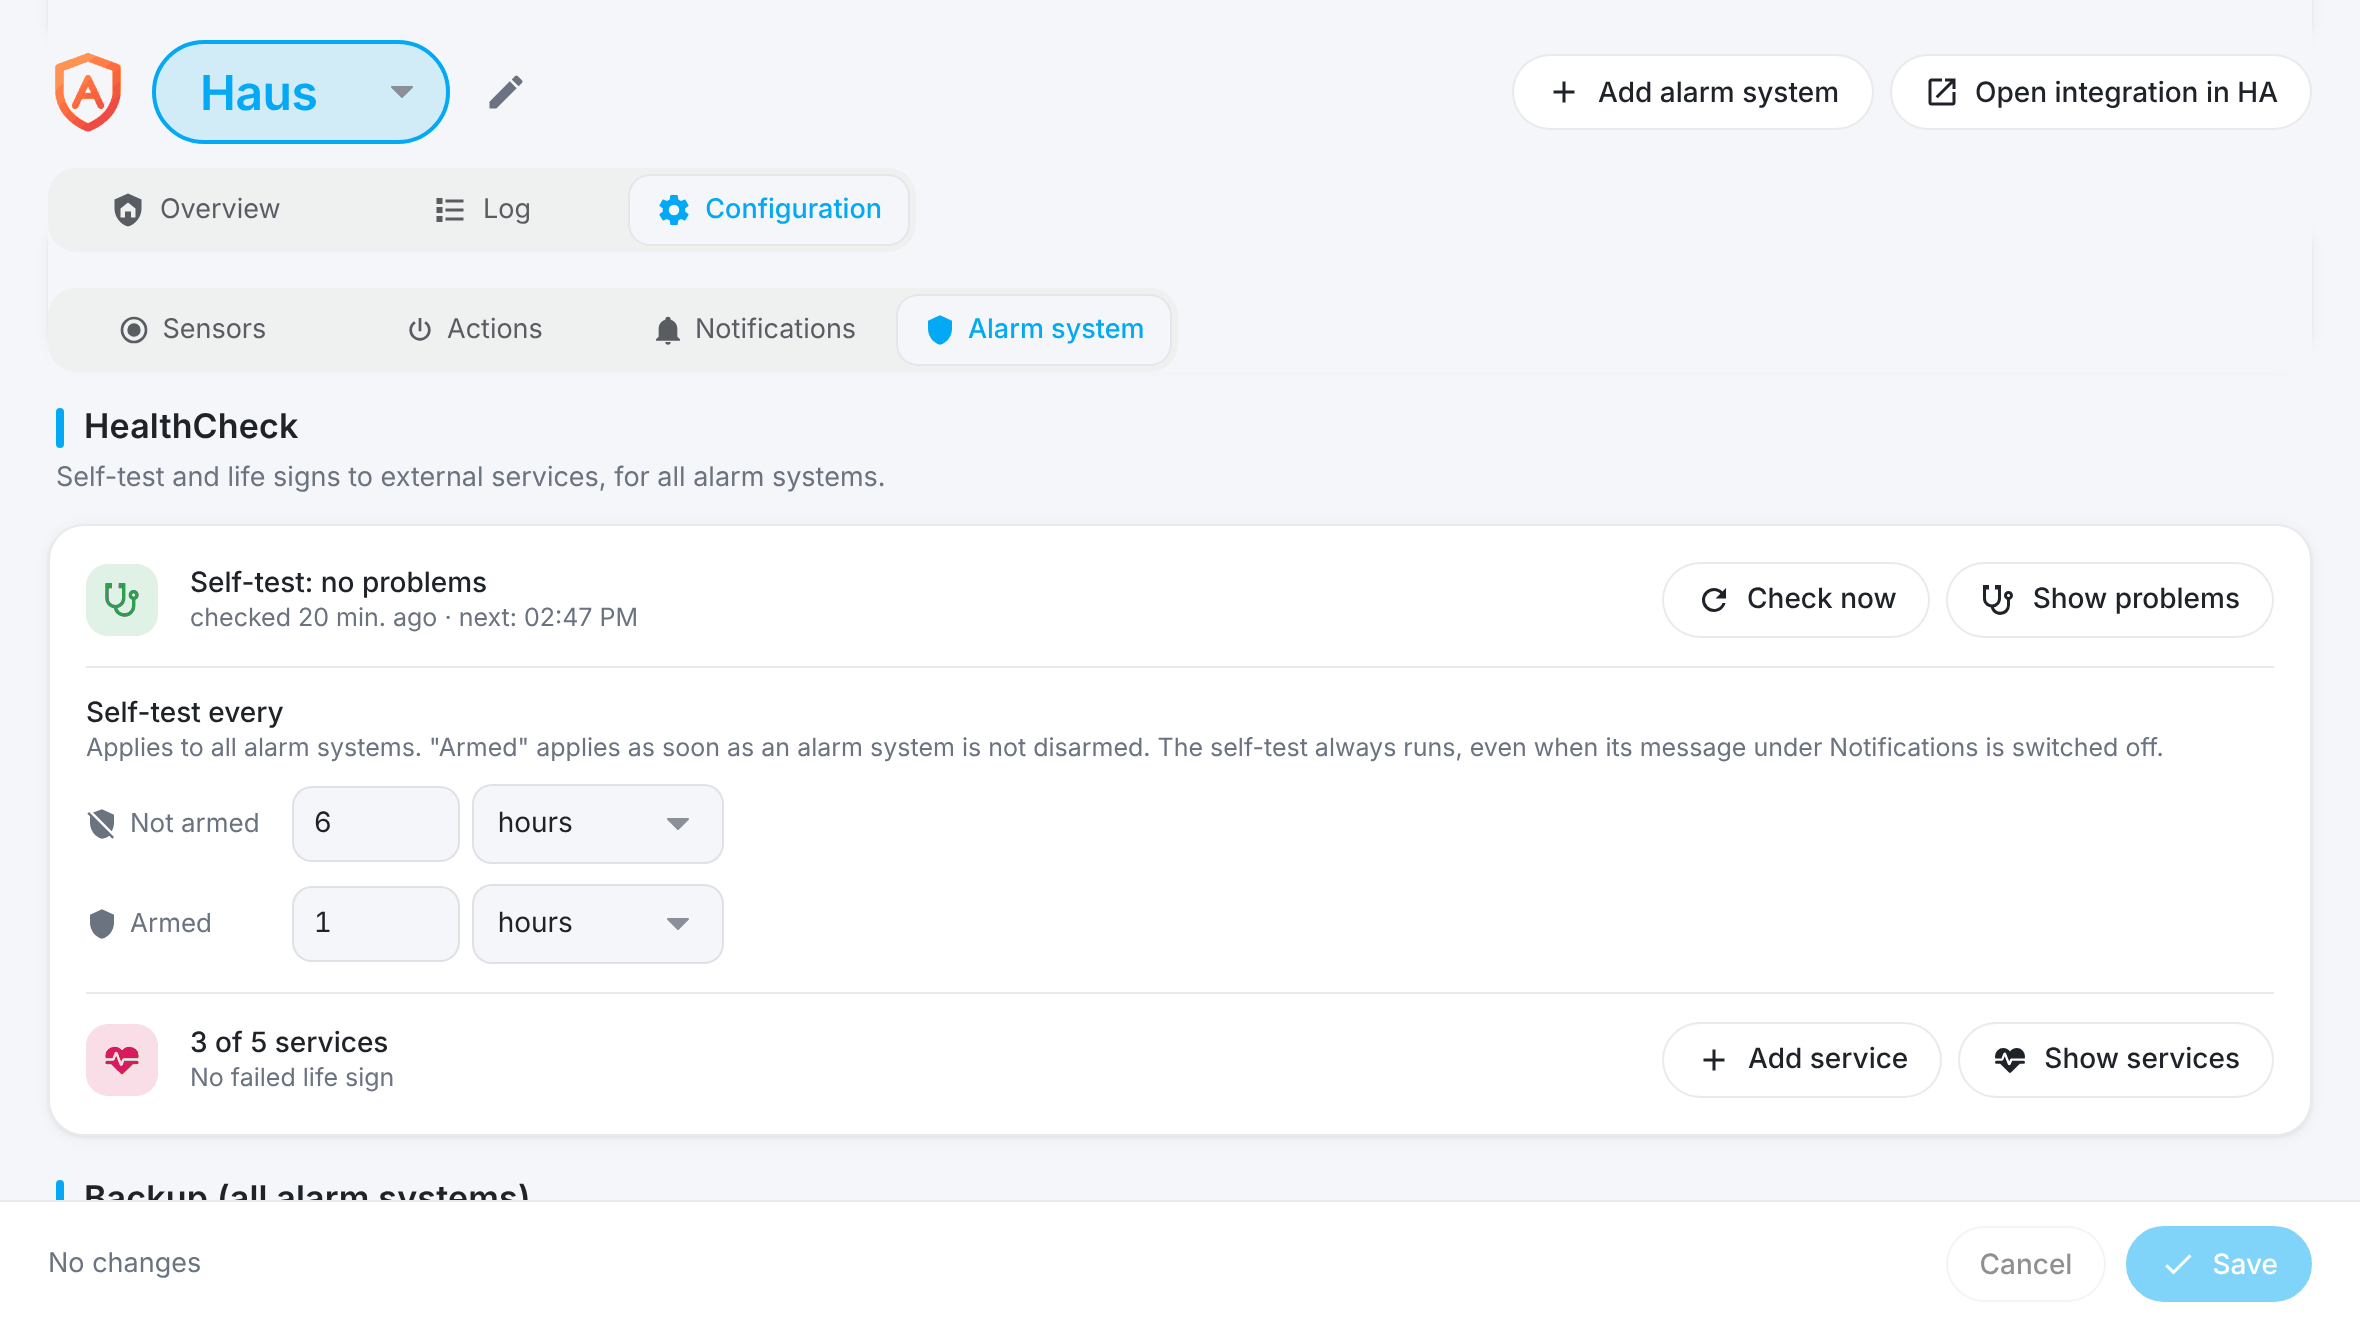 Haus
Add alarm system
Open integration in HA
Overview
Log
Configuration
Sensors
Actions
Notifications
Alarm system
HealthCheck
Self-test and life signs to external services, for all alarm systems.
Self-test: no problems
checked 20 min. ago · next: 02:47 PM
Check now
Show problems
Self-test every
Applies to all alarm systems. "Armed" applies as soon as an alarm system is not disarmed. The self-test always runs, even when its message under Notifications is switched off.
Not armed
6
hours
Armed
1
hours
3 of 5 services
No failed life sign
Add service
Show services
Backup (all alarm systems)
No changes
Cancel
Save